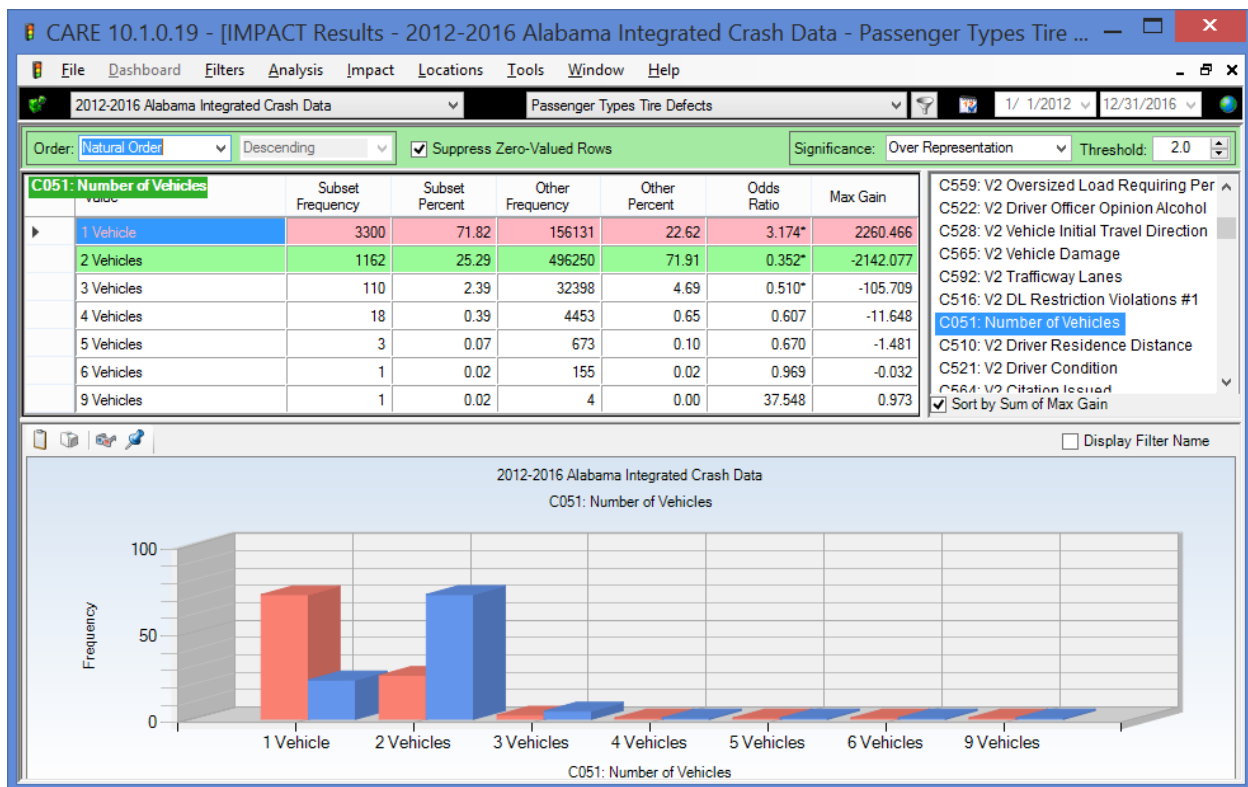 CARE 10.1.0.19 - [IMPACT Results - 2012-2016 Alabama Integrated Crash Data - Passenger Types Tire ...
File Dashboard Filters Analysis Impact Locations Tools Window Help
2012-2016 Alabama Integrated Crash Data Passenger Types Tire Defects 1/ 1/2012 12/31/2016
Order: Natural Order Descending Suppress Zero-Valued Rows Significance: Over Representation Threshold: 2.0
C051: Number of Vehicles Subset Frequency Subset Percent Other Frequency Other Percent Odds Ratio Max Gain
1 Vehicle 3300 71.82 156131 22.62 3.174* 2260.466
2 Vehicles 1162 25.29 496250 71.91 0.352* -2142.077
3 Vehicles 110 2.39 32398 4.69 0.510* -105.709
4 Vehicles 18 0.39 4453 0.65 0.607 -11.648
5 Vehicles 3 0.07 673 0.10 0.670 -1.481
6 Vehicles 1 0.02 155 0.02 0.969 -0.032
9 Vehicles 1 0.02 4 0.00 37.548 0.973
C559: V2 Oversized Load Requiring Per
C522: V2 Driver Officer Opinion Alcohol
C528: V2 Vehicle Initial Travel Direction
C565: V2 Vehicle Damage
C592: V2 Trafficway Lanes
C516: V2 DL Restriction Violations #1
C051: Number of Vehicles
C510: V2 Driver Residence Distance
C521: V2 Driver Condition
C564: V2 Citation Issued
Sort by Sum of Max Gain
Display Filter Name
2012-2016 Alabama Integrated Crash Data
C051: Number of Vehicles
Frequency
100
50
0
1 Vehicle 2 Vehicles 3 Vehicles 4 Vehicles 5 Vehicles 6 Vehicles 9 Vehicles
C051: Number of Vehicles